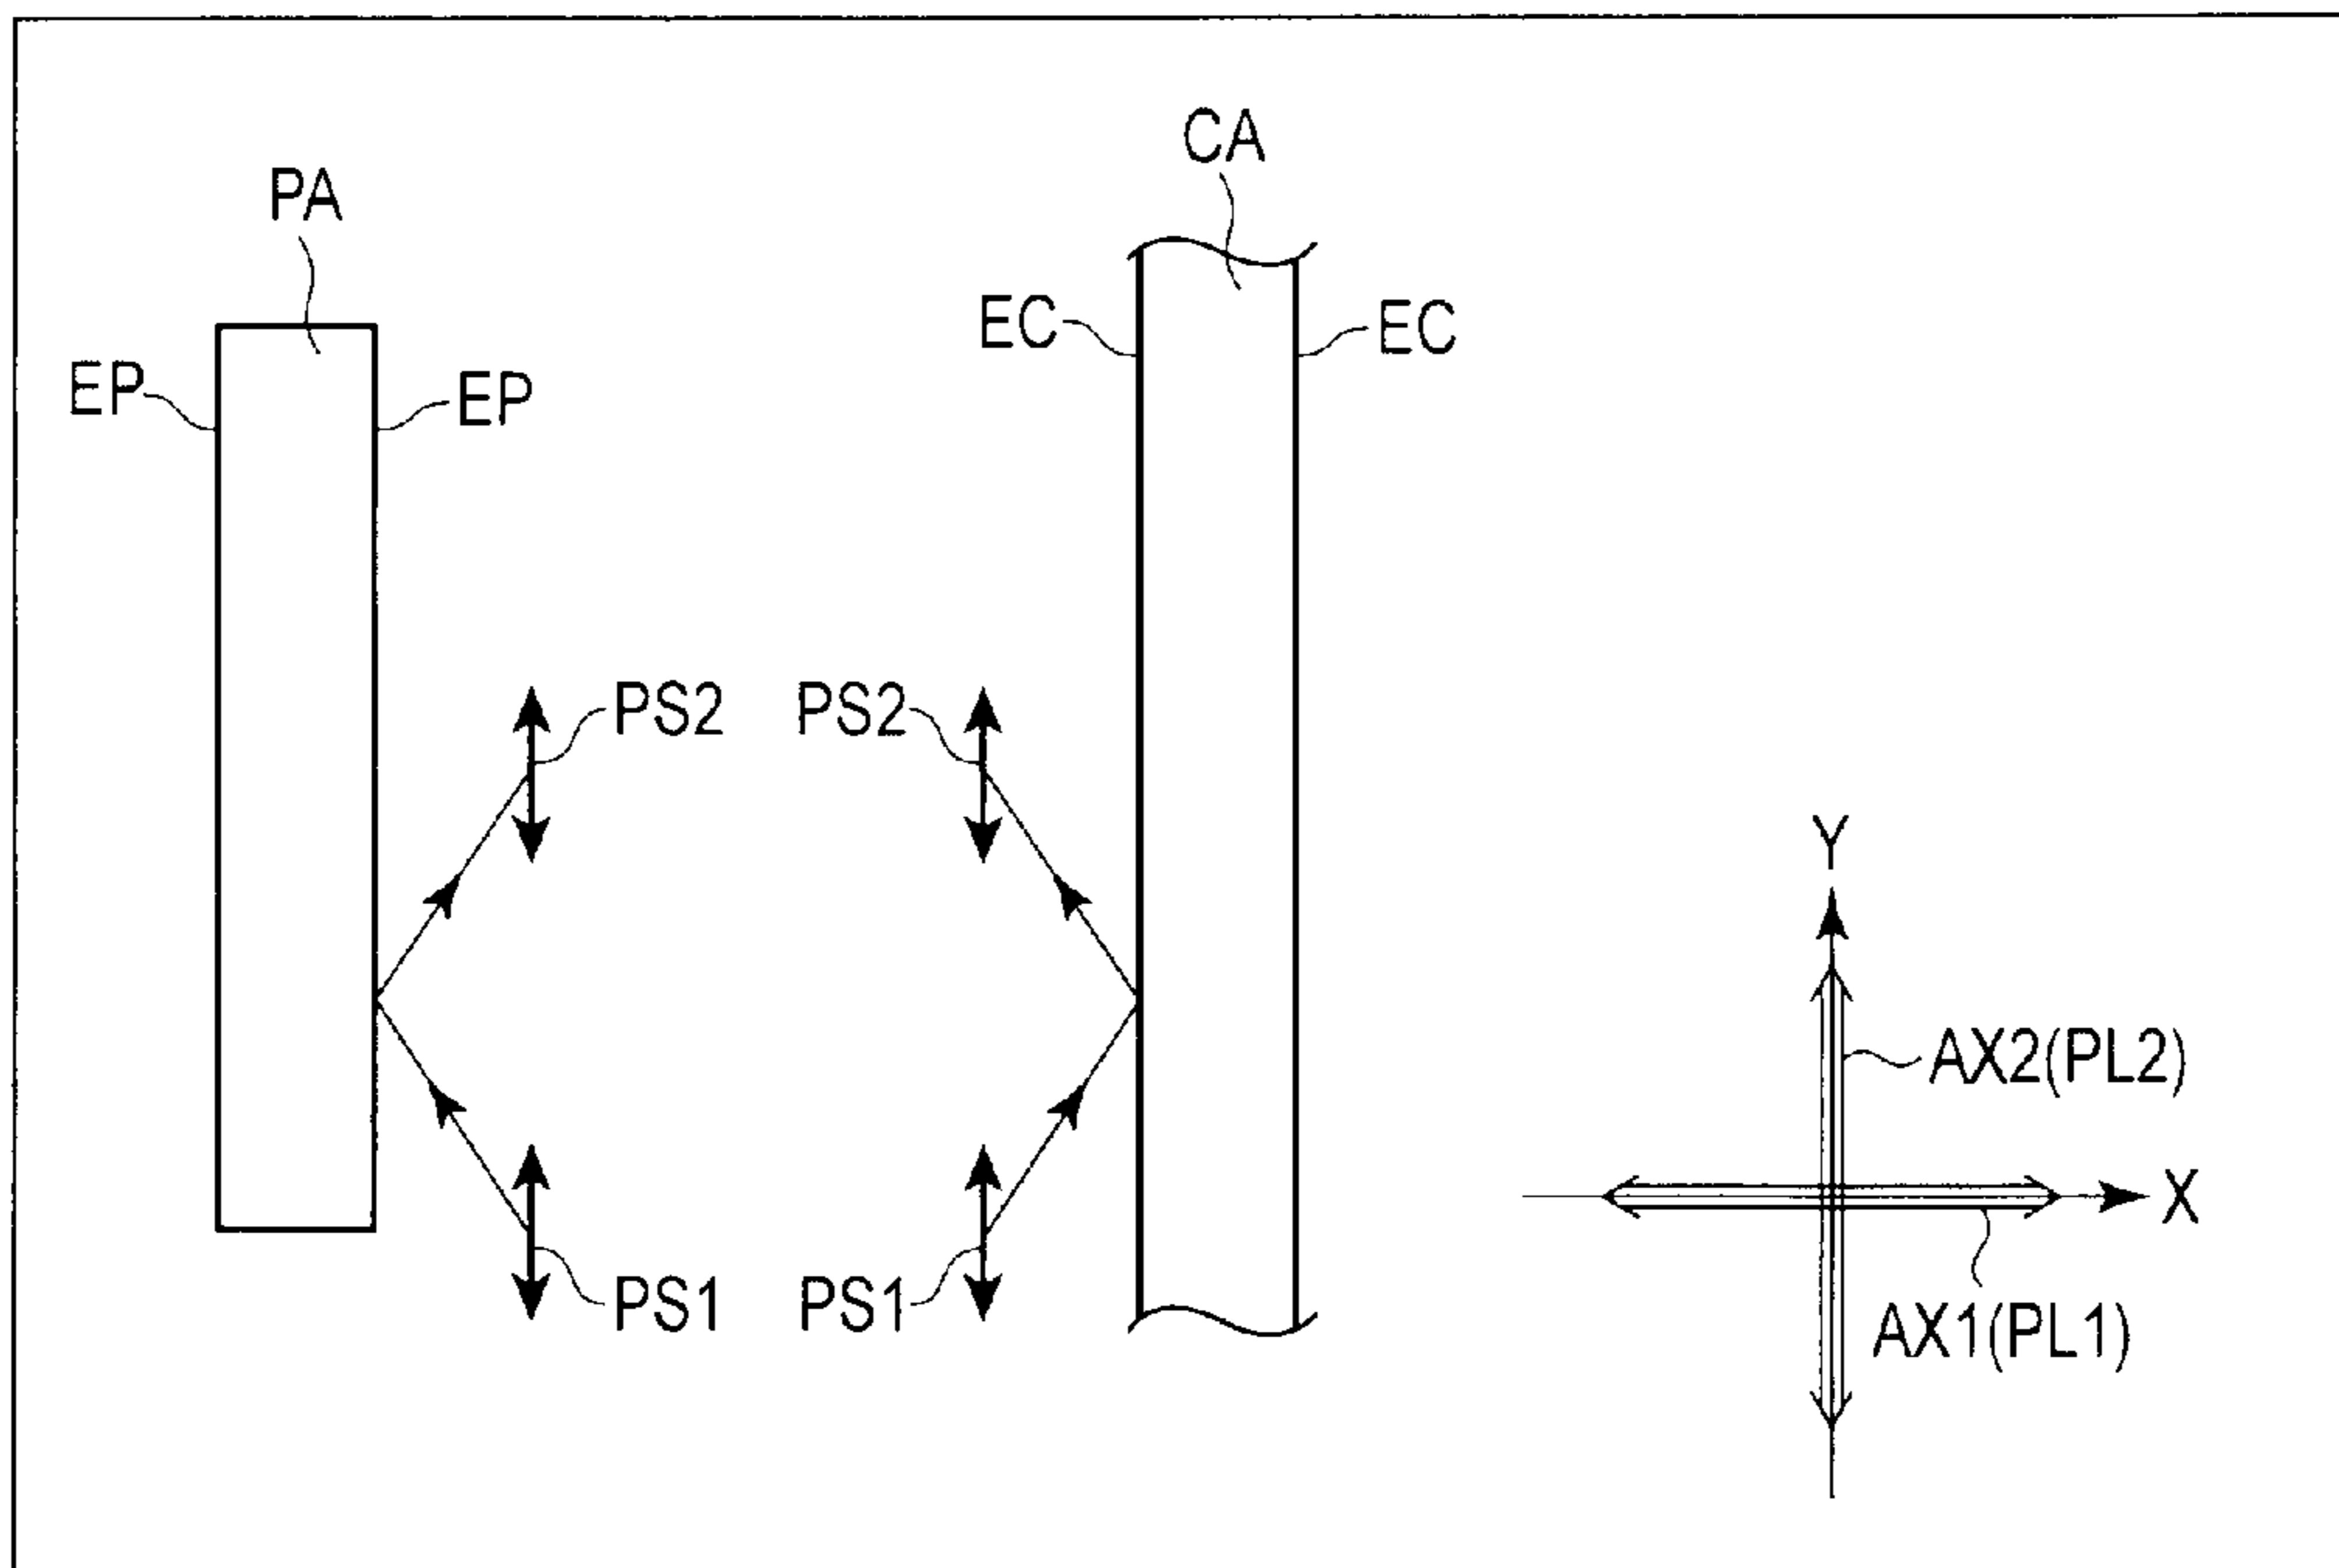 CA
PA
EC
EC
EP
EP
PS2
PS2
Y
AX2(PL2)
X
PS1
PS1
AX1(PL1)